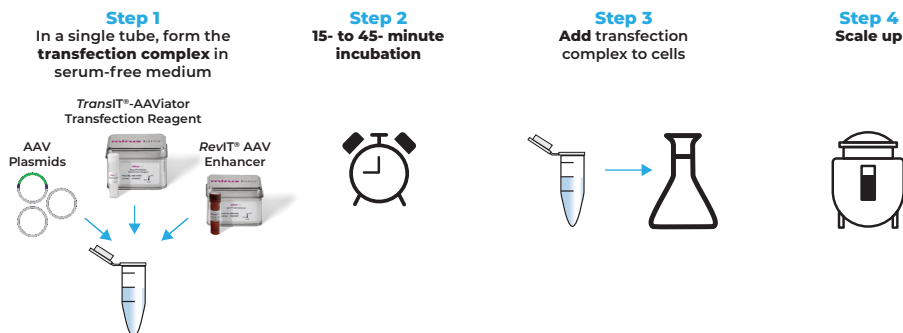 Step 1
In a single tube, form the
transfection complex in
serum-free medium
TransIT®-AAViator
Transfection Reagent
AAV
Plasmids
RevIT® AAV
Enhancer
Step 2
15- to 45- minute
incubation
Step 3
Add transfection
complex to cells
Step 4
Scale up